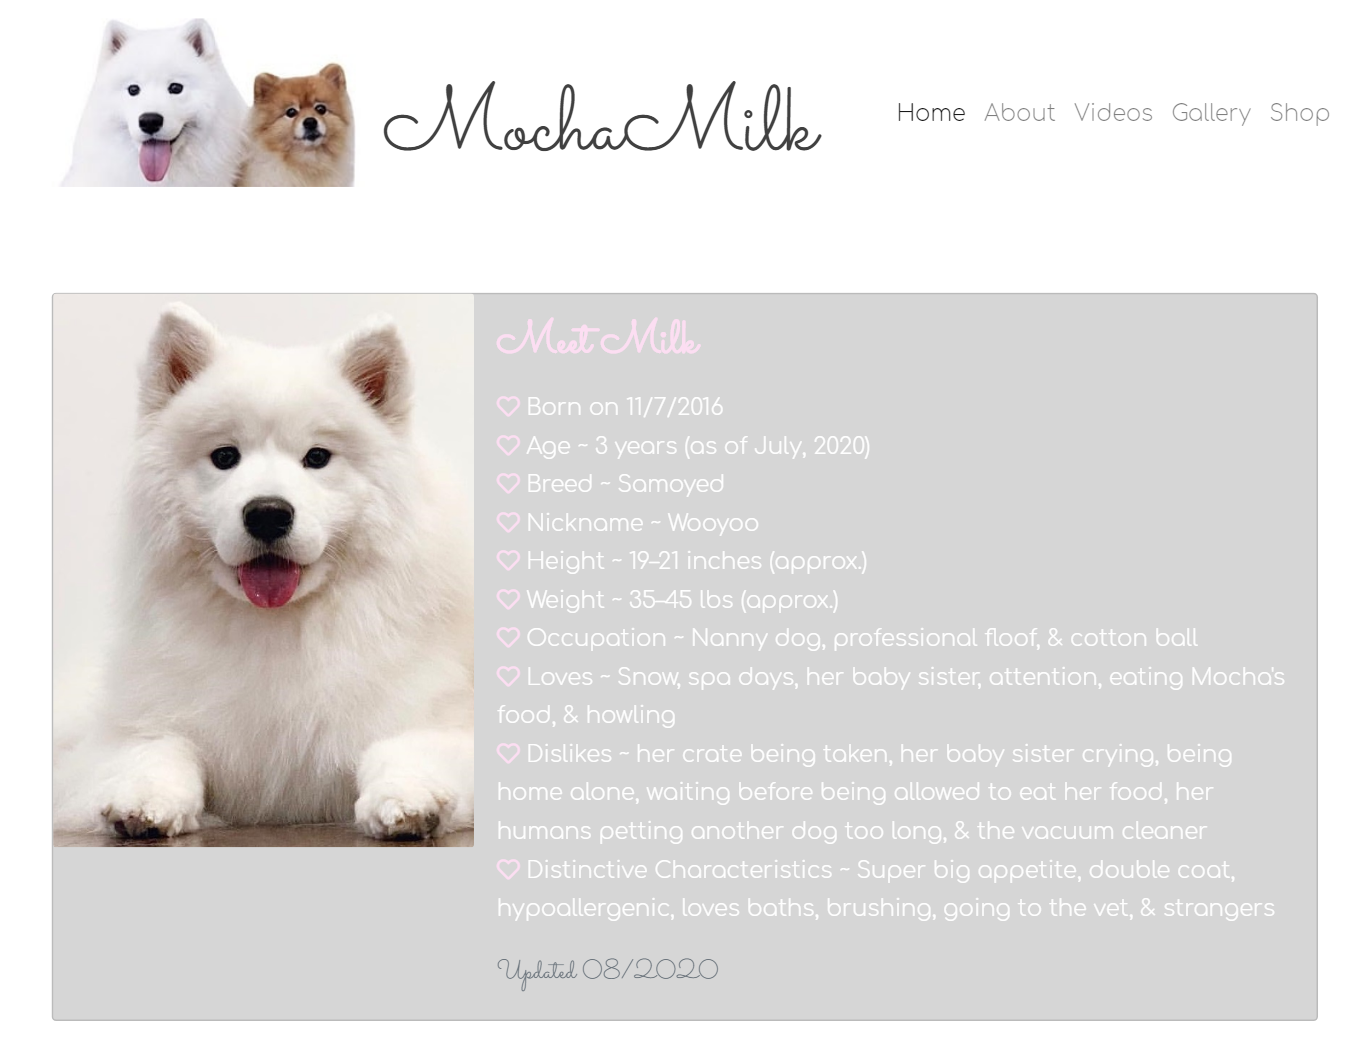 MochaMilk
Home About Videos Gallery Shop
Meet Milk
Born on 11/7/2016
Age ~ 3 years (as of July, 2020)
Breed ~ Samoyed
Nickname ~ Wooyoo
Height ~ 19–21 inches (approx.)
Weight ~ 35–45 lbs (approx.)
Occupation ~ Nanny dog, professional floof, & cotton ball
Loves ~ Snow, spa days, her baby sister, attention, eating Mocha's
food, & howling
Dislikes ~ her crate being taken, her baby sister crying, being
home alone, waiting before being allowed to eat her food, her
humans petting another dog too long, & the vacuum cleaner
Distinctive Characteristics ~ Super big appetite, double coat,
hypoallergenic, loves baths, brushing, going to the vet, & strangers
Updated 08/2020